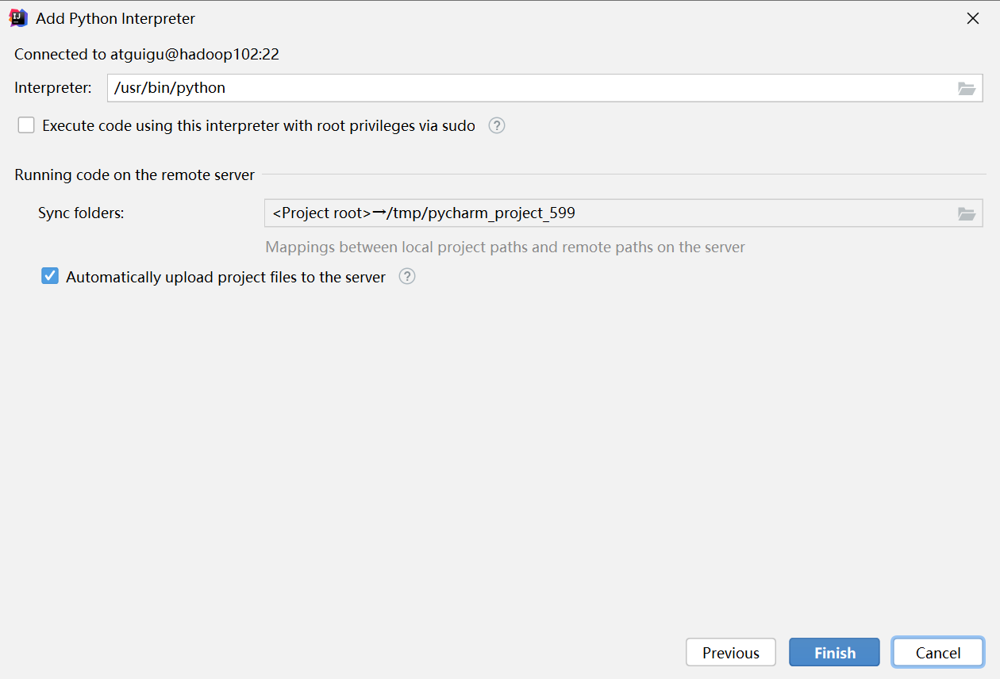 Add Python Interpreter
Connected to atguigu@hadoop102:22
Interpreter: /usr/bin/python
Execute code using this interpreter with root privileges via sudo ?
Running code on the remote server
Sync folders: <Project root>→/tmp/pycharm_project_599
Mappings between local project paths and remote paths on the server
Automatically upload project files to the server ?
Previous Finish Cancel